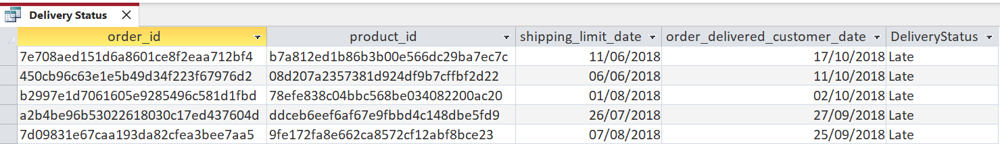 Delivery Status
order_id product_id shipping_limit_date order_delivered_customer_date DeliveryStatus
7e708aed151d6a8601ce8f2eaa712bf4 b7a812ed1b86b3b00e566dc29ba7ec7c 11/06/2018 17/10/2018 Late
450cb96c63e1e5b49d34f223f67976d2 08d207a2357381d924df9b7cffbf2d22 06/06/2018 11/10/2018 Late
b2997e1d7061605e9285496c581d1fbd 78efe838c04bbc568be034082200ac20 01/08/2018 02/10/2018 Late
a2b4be96b53022618030c17ed437604d ddceb6eef6af67e9fbbd4c148dbe5fd9 26/07/2018 27/09/2018 Late
7d09831e67caa193da82cfea3bee7aa5 9fe172fa8e662ca8572cf12abf8bce23 07/08/2018 25/09/2018 Late